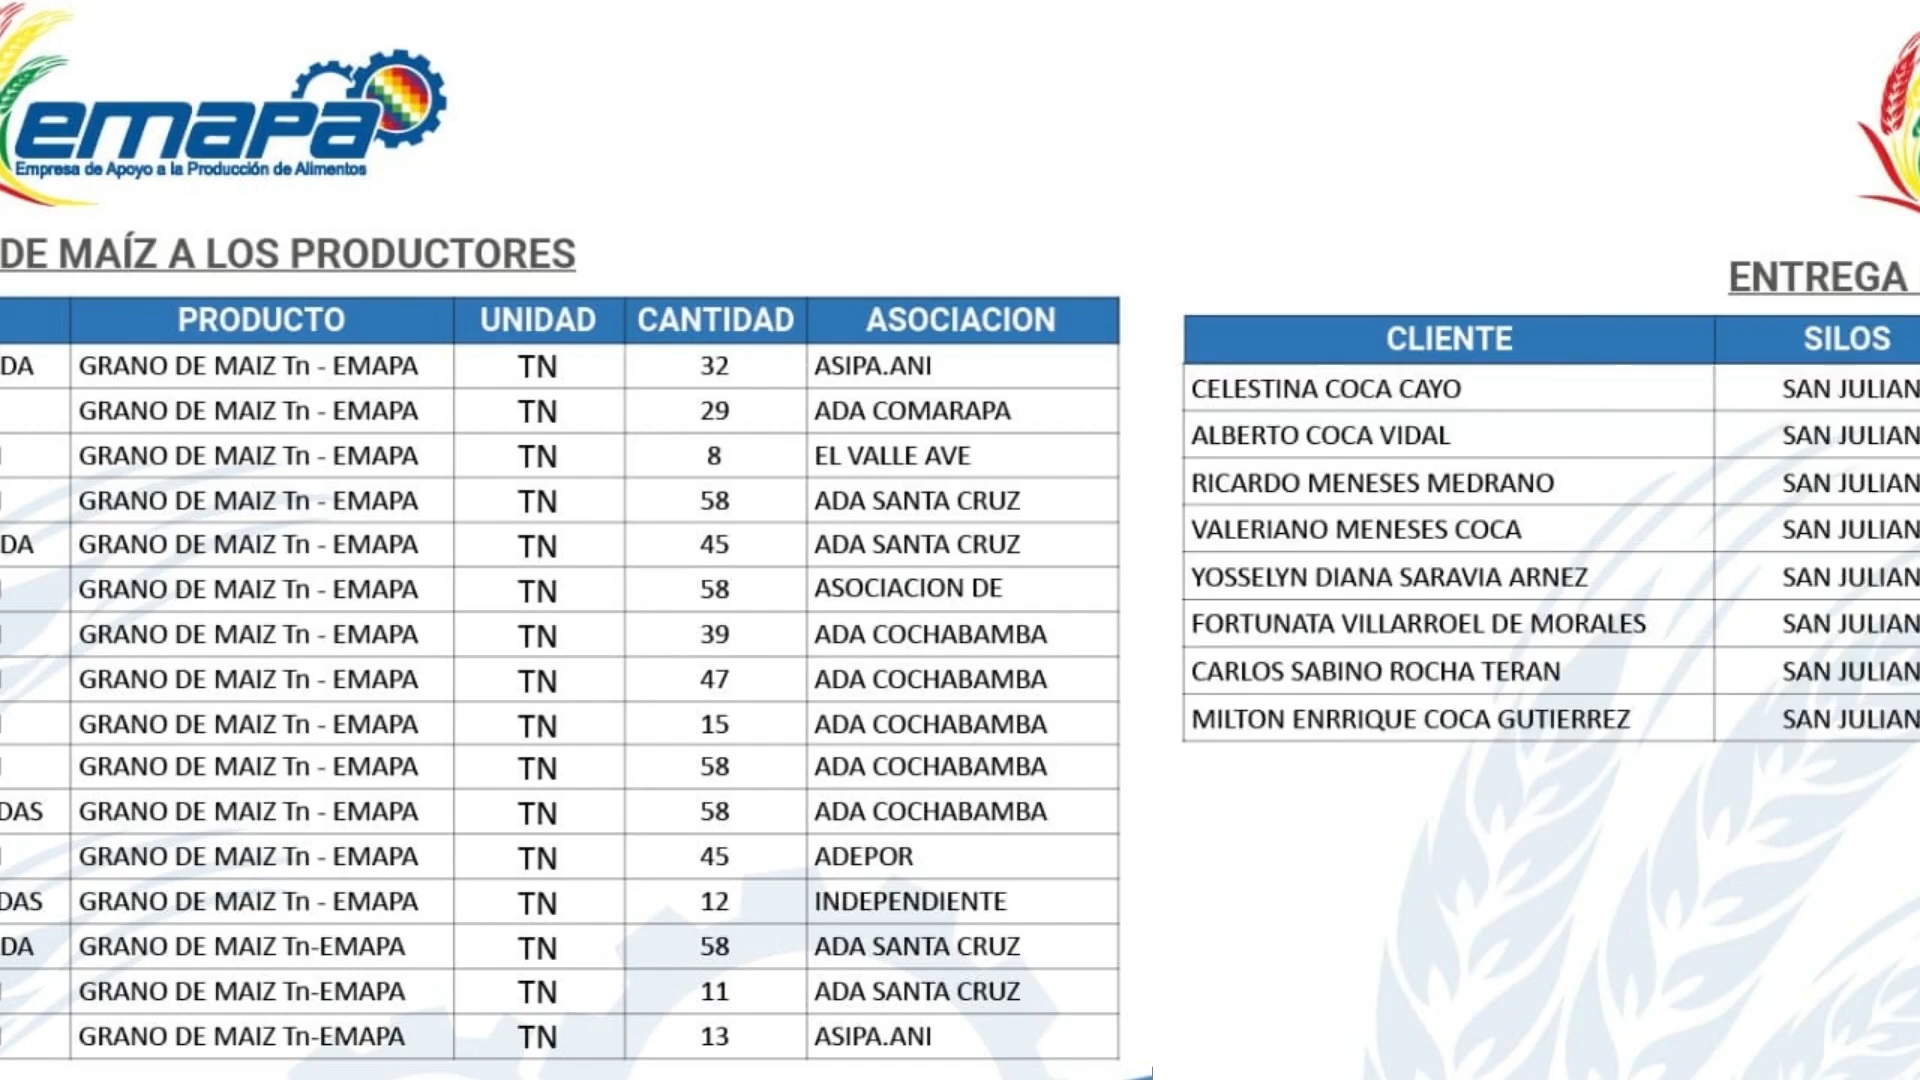 emapa
Empresa de Apoyo a la Producción de Alimentos
DE MAÍZ A LOS PRODUCTORES
PRODUCTO UNIDAD CANTIDAD ASOCIACION
DA GRANO DE MAIZ Tn - EMAPA TN 32 ASIPA.ANI
GRANO DE MAIZ Tn - EMAPA TN 29 ADA COMARAPA
GRANO DE MAIZ Tn - EMAPA TN 8 EL VALLE AVE
GRANO DE MAIZ Tn - EMAPA TN 58 ADA SANTA CRUZ
DA GRANO DE MAIZ Tn - EMAPA TN 45 ADA SANTA CRUZ
GRANO DE MAIZ Tn - EMAPA TN 58 ASOCIACION DE
GRANO DE MAIZ Tn - EMAPA TN 39 ADA COCHABAMBA
GRANO DE MAIZ Tn - EMAPA TN 47 ADA COCHABAMBA
GRANO DE MAIZ Tn - EMAPA TN 15 ADA COCHABAMBA
GRANO DE MAIZ Tn - EMAPA TN 58 ADA COCHABAMBA
DAS GRANO DE MAIZ Tn - EMAPA TN 58 ADA COCHABAMBA
GRANO DE MAIZ Tn - EMAPA TN 45 ADEPOR
DAS GRANO DE MAIZ Tn - EMAPA TN 12 INDEPENDIENTE
DA GRANO DE MAIZ Tn-EMAPA TN 58 ADA SANTA CRUZ
GRANO DE MAIZ Tn-EMAPA TN 11 ADA SANTA CRUZ
GRANO DE MAIZ Tn-EMAPA TN 13 ASIPA.ANI
ENTREGA
CLIENTE SILOS
CELESTINA COCA CAYO SAN JULIAN
ALBERTO COCA VIDAL SAN JULIAN
RICARDO MENESES MEDRANO SAN JULIAN
VALERIANO MENESES COCA SAN JULIAN
YOSSELYN DIANA SARAVIA ARNEZ SAN JULIAN
FORTUNATA VILLARROEL DE MORALES SAN JULIAN
CARLOS SABINO ROCHA TERAN SAN JULIAN
MILTON ENRRIQUE COCA GUTIERREZ SAN JULIAN